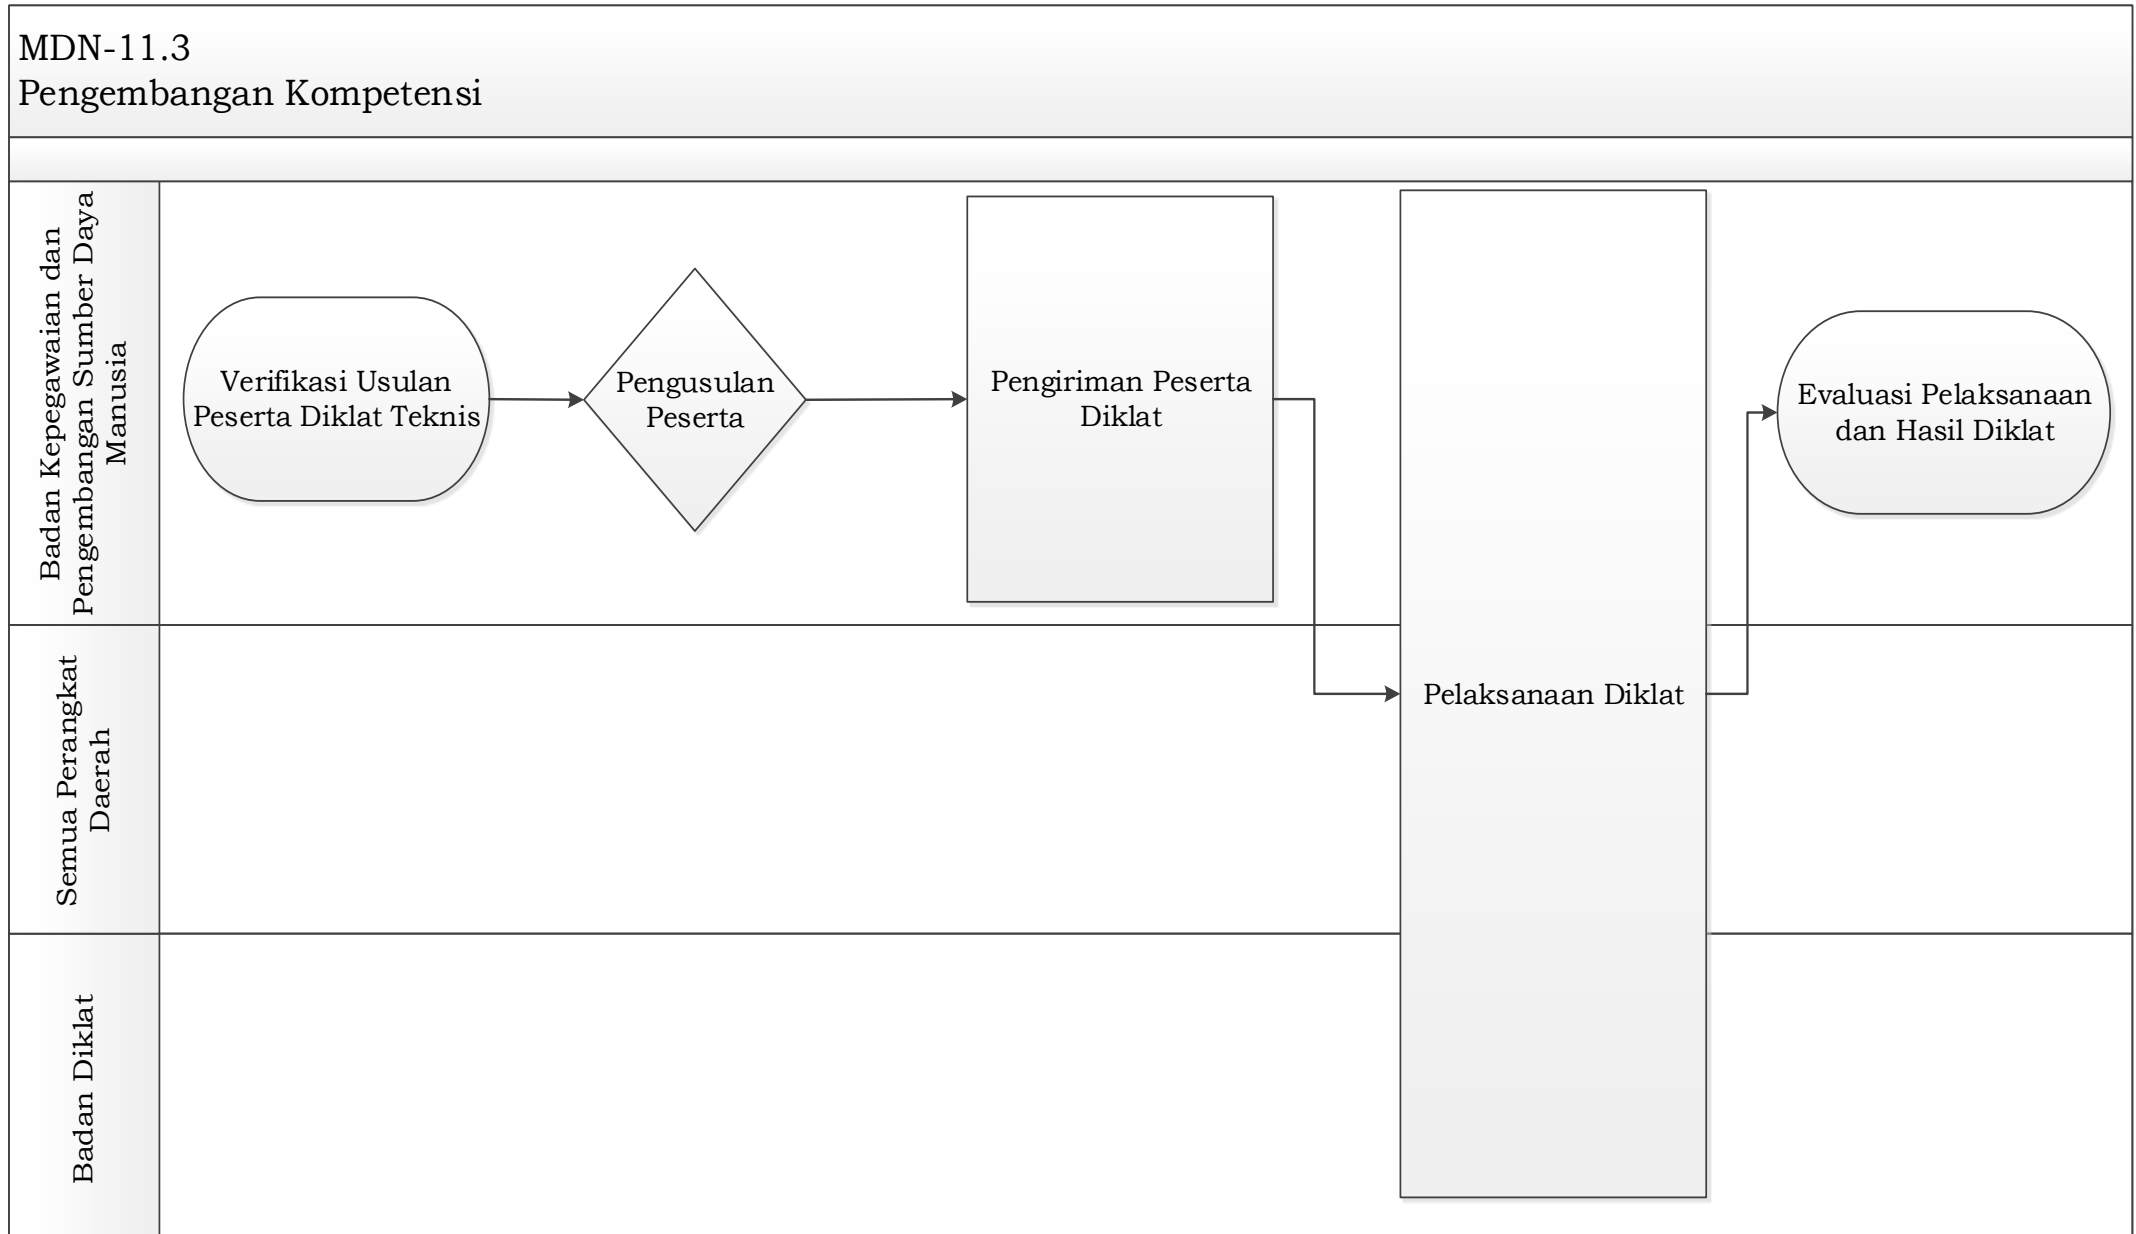 MDN-11.3
Pengembangan Kompetensi
Badan Kepegawaian dan
Pengembangan Sumber Daya
Manusia
Verifikasi Usulan
Peserta Diklat Teknis
Pengusulan
Peserta
Pengiriman Peserta
Diklat
Evaluasi Pelaksanaan
dan Hasil Diklat
Semua Perangkat
Daerah
Pelaksanaan Diklat
Badan Diklat